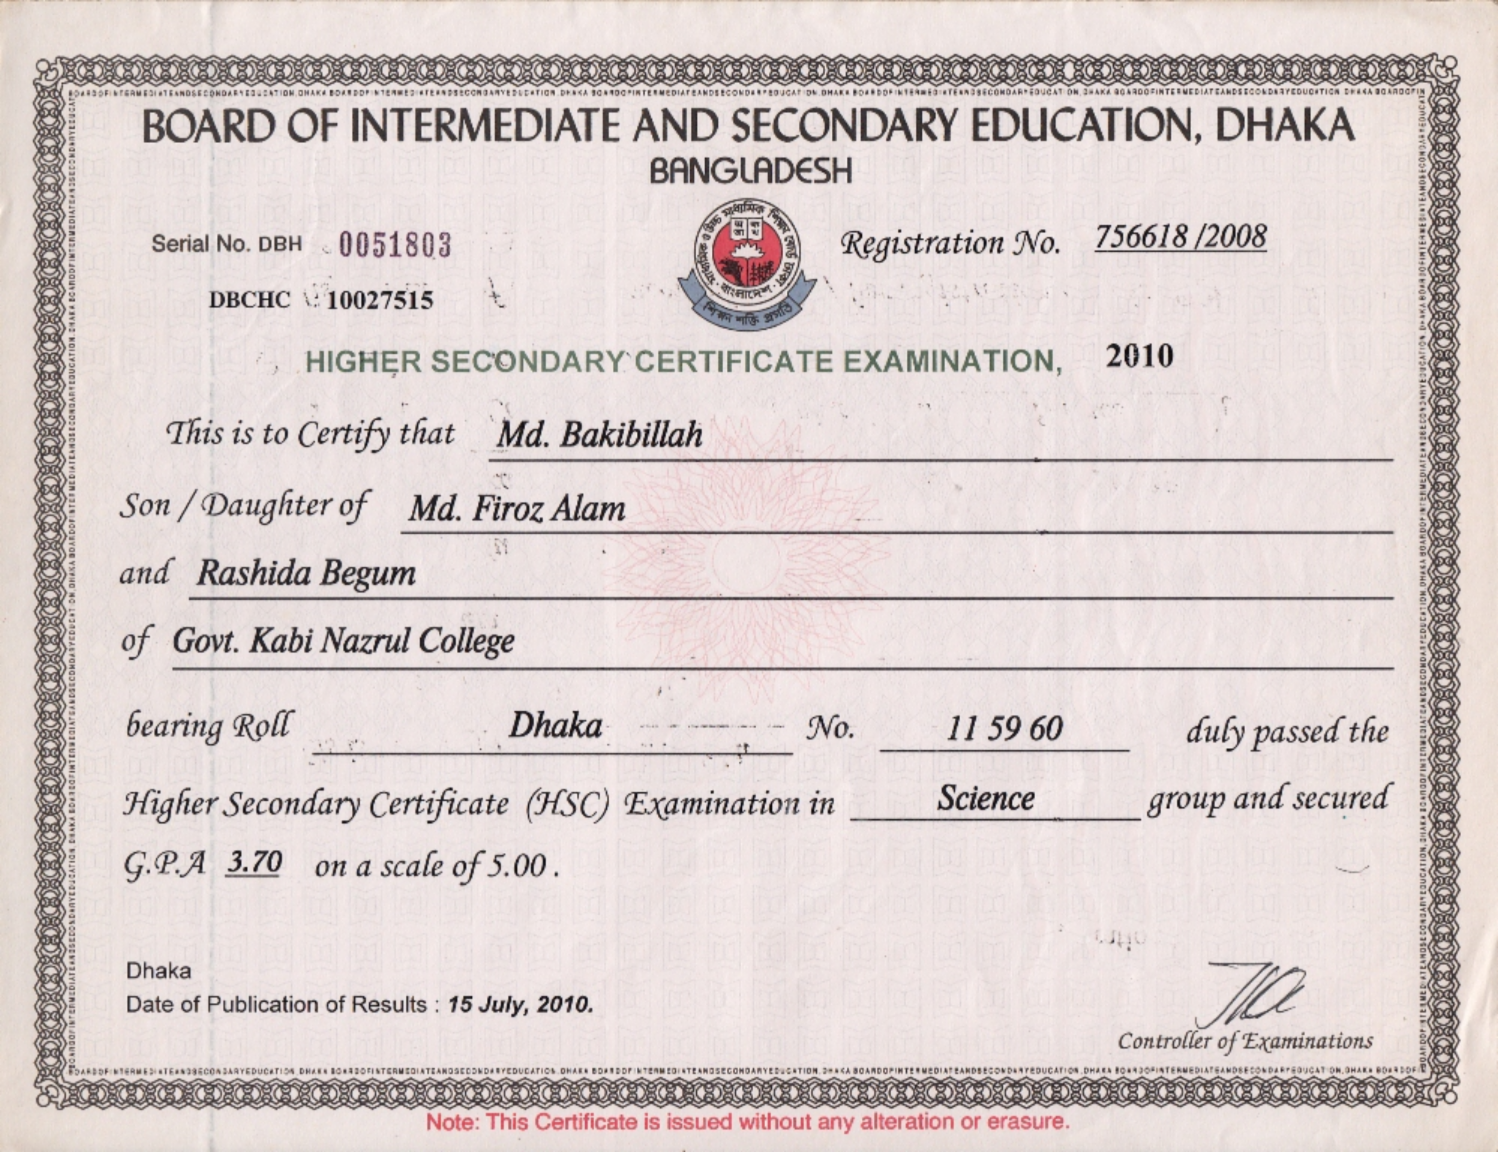 BOARD OF INTERMEDIATE AND SECONDARY EDUCATION, DHAKA
BANGLADESH
Serial No. DBH 0051803
মাধ্যমিক ও উচ্চ মাধ্যমিক শিক্ষা বোর্ড ঢাকা
বাংলাদেশ
Registration No. 756618 /2008
DBCHC 10027515
HIGHER SECONDARY CERTIFICATE EXAMINATION, 2010
This is to Certify that Md. Bakibillah
Son / Daughter of Md. Firoz Alam
and Rashida Begum
of Govt. Kabi Nazrul College
bearing Roll Dhaka No. 11 59 60 duly passed the
Higher Secondary Certificate (HSC) Examination in Science group and secured
G.P.A 3.70 on a scale of 5.00 .
Dhaka
Date of Publication of Results : 15 July, 2010.
Controller of Examinations
Note: This Certificate is issued without any alteration or erasure.